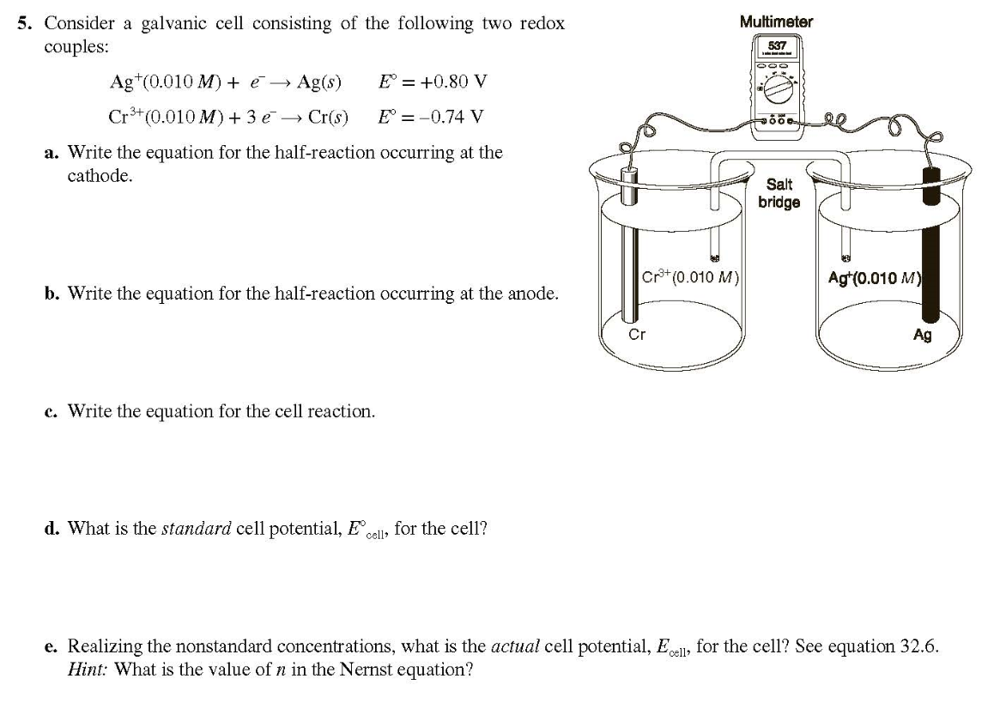 5. Consider a galvanic cell consisting of the following two redox
couples:
Ag⁺(0.010 M) + e⁻ → Ag(s) E° = +0.80 V
Cr³⁺(0.010 M) + 3 e⁻ → Cr(s) E° = −0.74 V
a. Write the equation for the half-reaction occurring at the
cathode.
b. Write the equation for the half-reaction occurring at the anode.
c. Write the equation for the cell reaction.
d. What is the standard cell potential, E°cell, for the cell?
e. Realizing the nonstandard concentrations, what is the actual cell potential, Ecell, for the cell? See equation 32.6.
Hint: What is the value of n in the Nernst equation?
Multimeter
537
Salt
bridge
Cr³⁺(0.010 M)
Ag⁺(0.010 M)
Cr
Ag